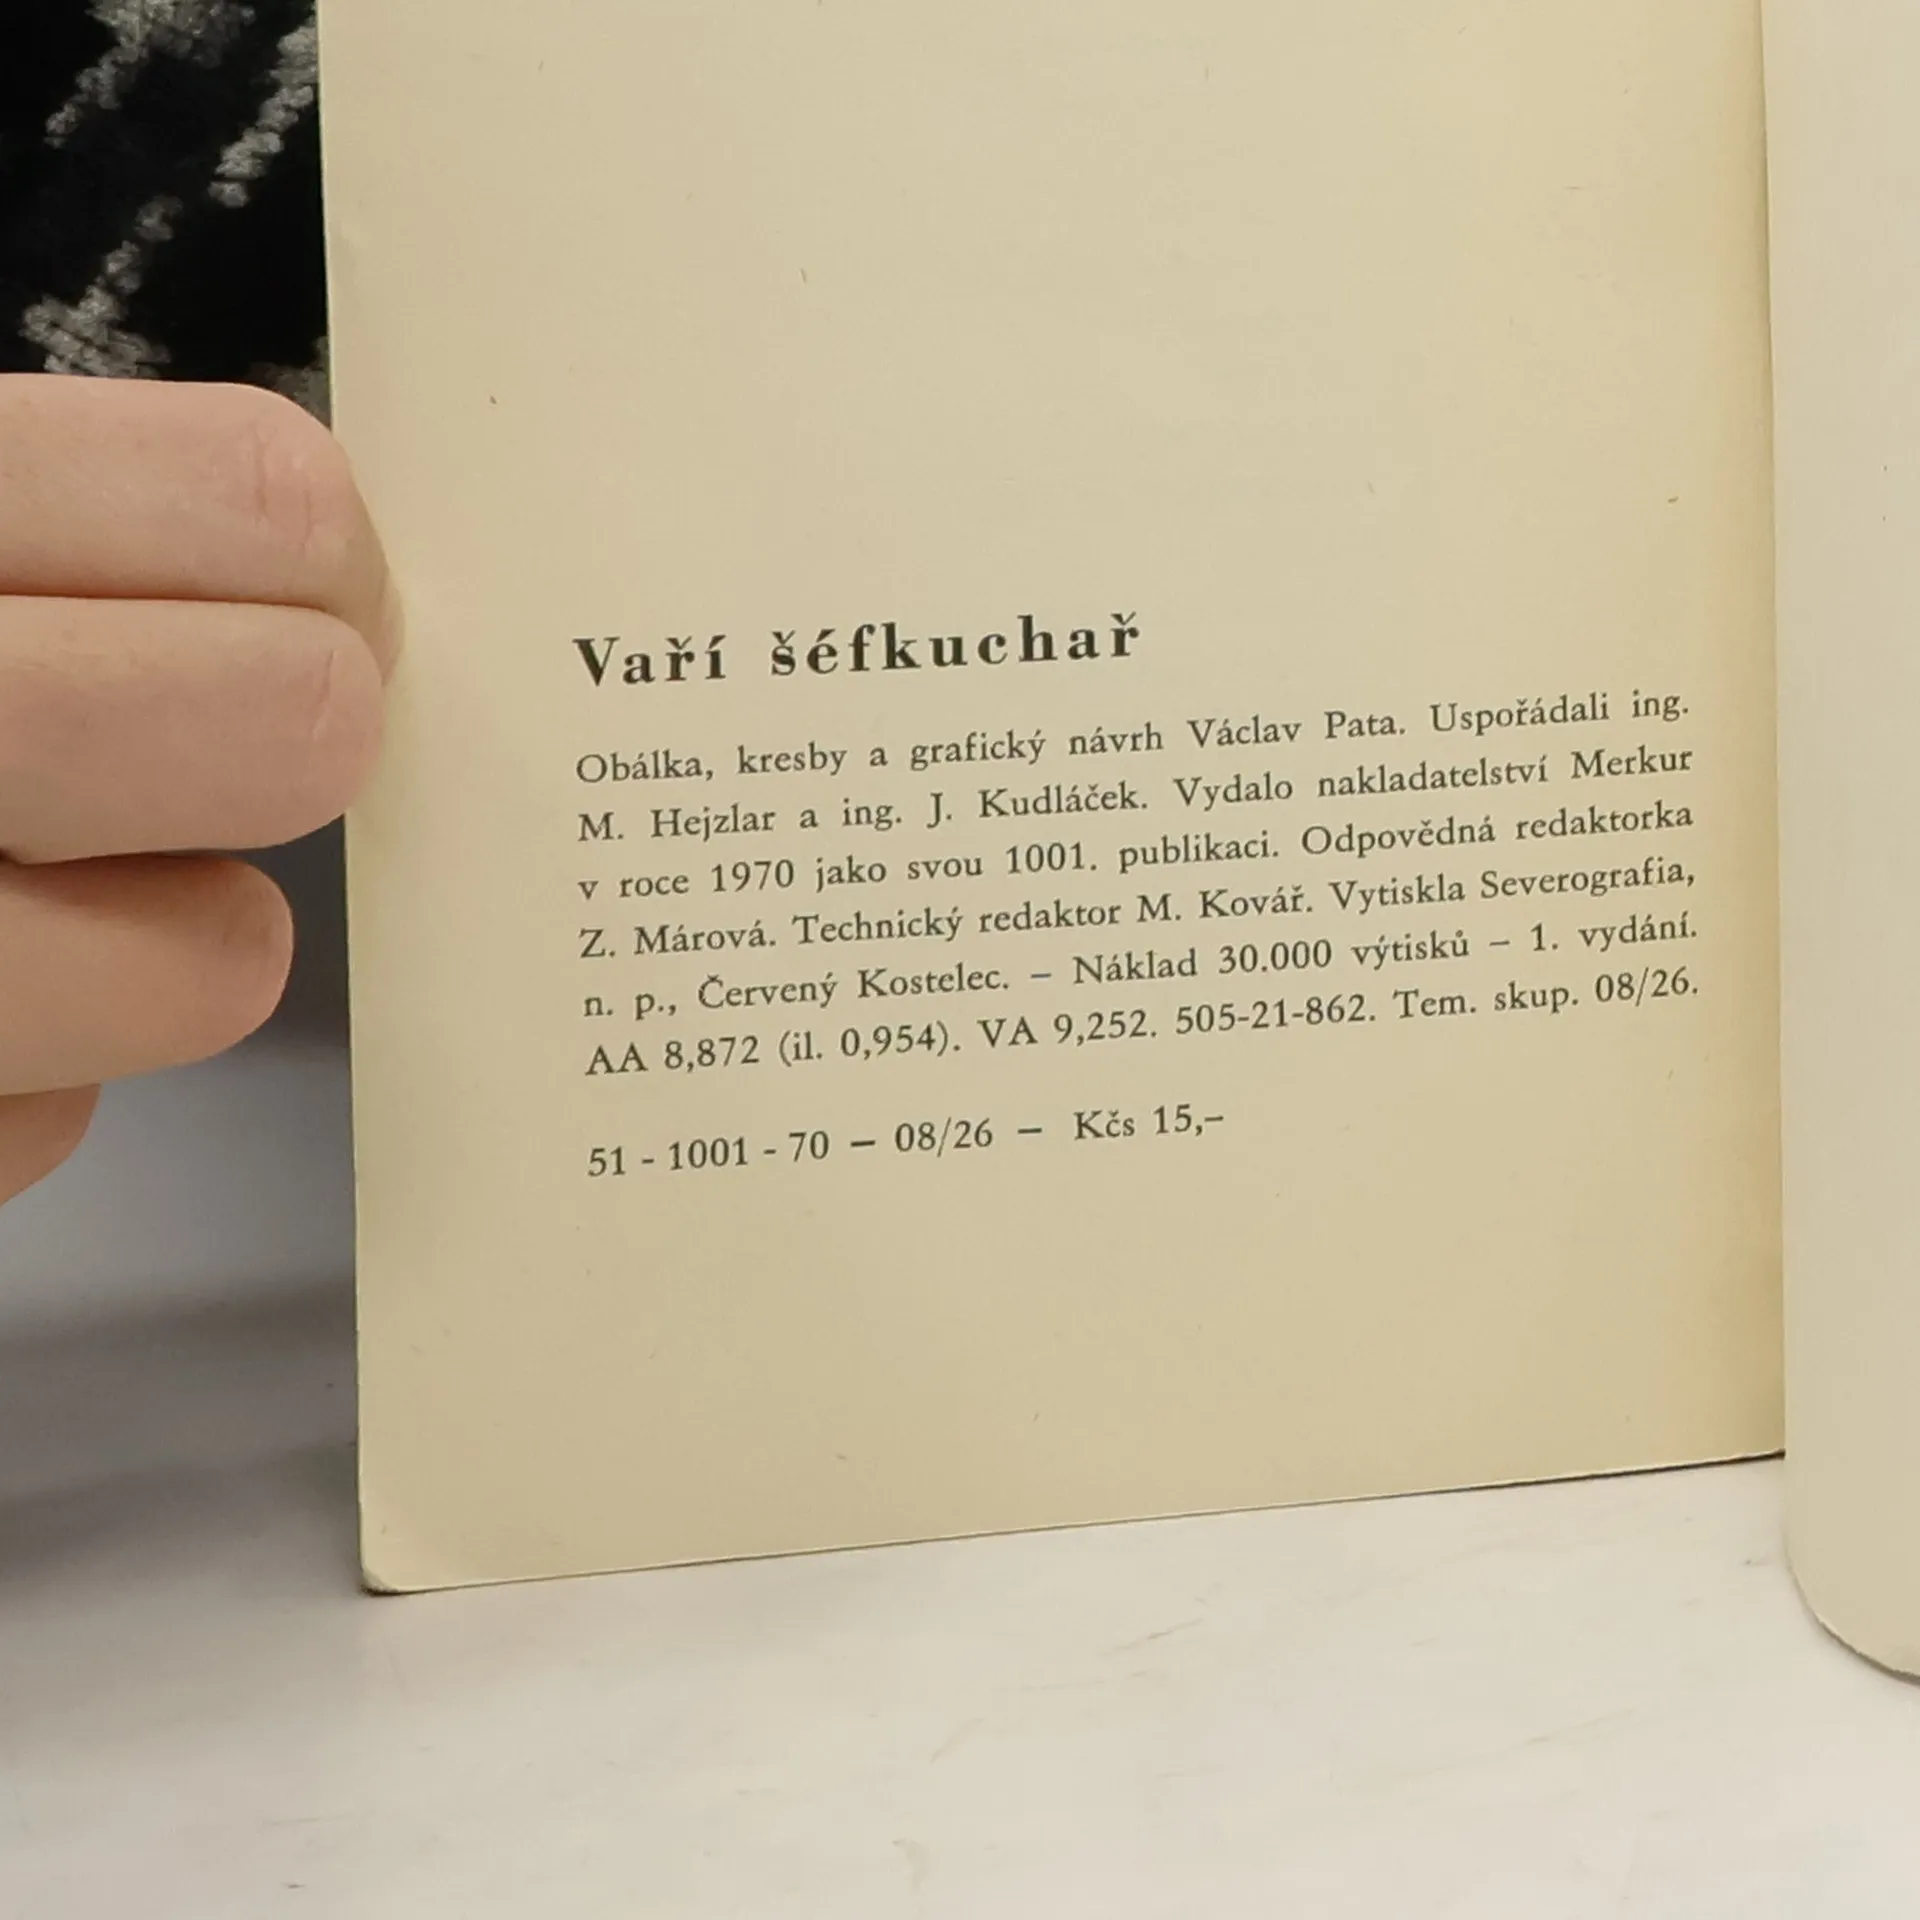 Vaří šéfkuchař
Obálka, kresby a grafický návrh Václav Pata. Uspořádali ing.
M. Hejzlar a ing. J. Kudláček. Vydalo nakladatelství Merkur
v roce 1970 jako svou 1001. publikaci. Odpovědná redaktorka
Z. Márová. Technický redaktor M. Kovář. Vytiskla Severografia,
n. p., Červený Kostelec. – Náklad 30.000 výtisků – 1. vydání.
AA 8,872 (il. 0,954). VA 9,252. 505-21-862. Tem. skup. 08/26.
51 - 1001 - 70 – 08/26 – Kčs 15,–